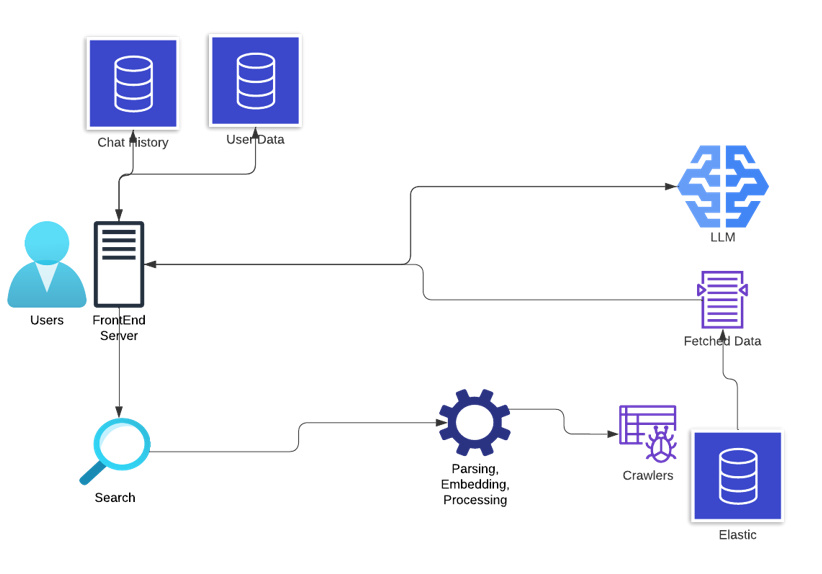 Chat History
User Data
LLM
Users
FrontEnd
Server
Fetched Data
Search
Parsing,
Embedding,
Processing
Crawlers
Elastic